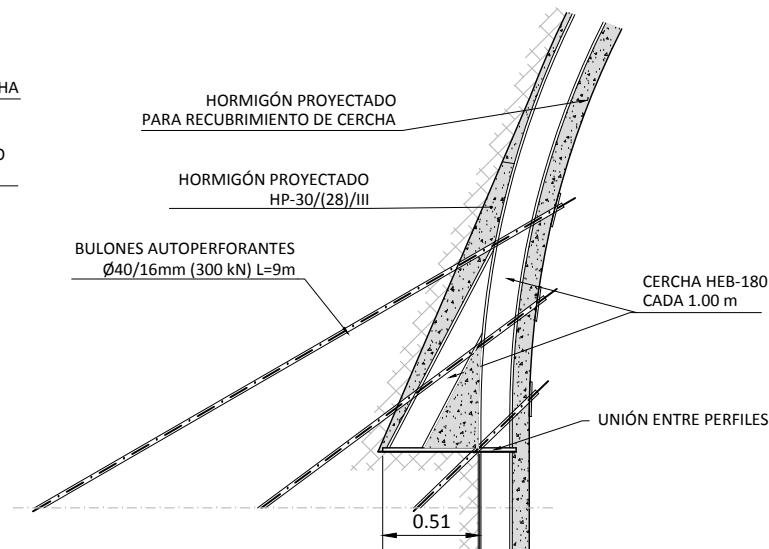 HORMIGÓN PROYECTADO
PARA RECUBRIMIENTO DE CERCHA
HORMIGÓN PROYECTADO
HP-30/(28)/III
BULONES AUTOPERFORANTES
Ø40/16mm (300 kN) L=9m
CERCHA HEB-180
CADA 1.00 m
UNIÓN ENTRE PERFILES
0.51